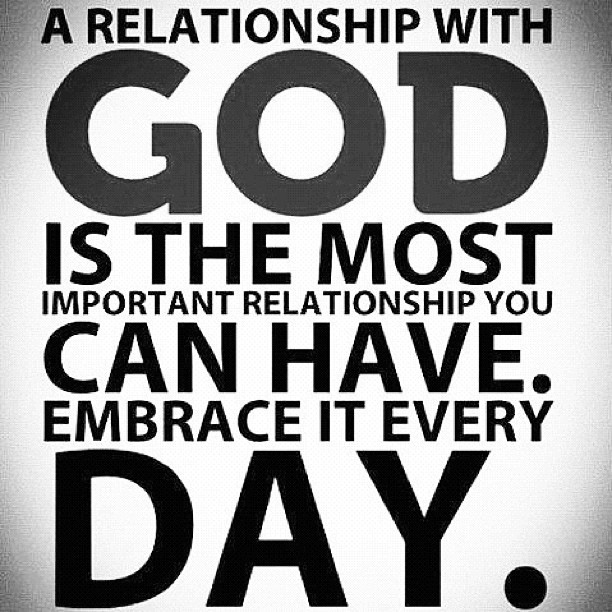 A RELATIONSHIP WITH
GOD
IS THE MOST
IMPORTANT RELATIONSHIP YOU
CAN HAVE.
EMBRACE IT EVERY
DAY.